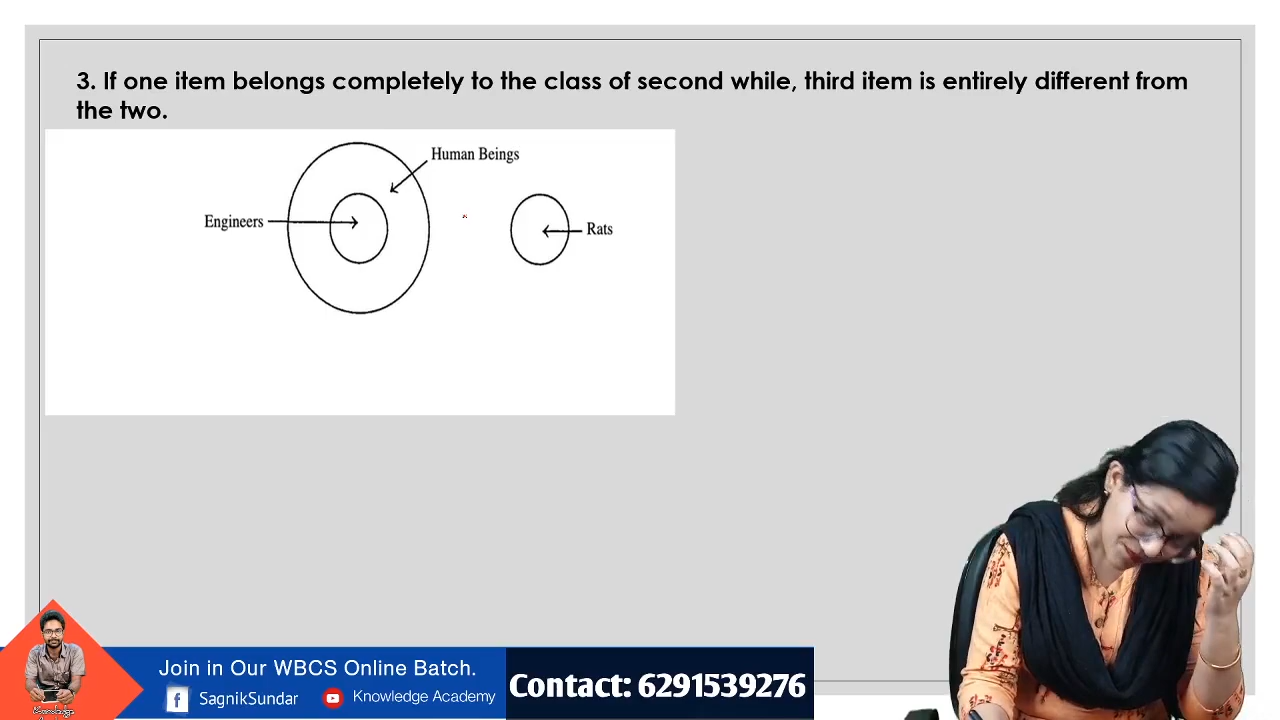 3. If one item belongs completely to the class of second while, third item is entirely different from
the two.
Human Beings
Engineers
Rats
Join in Our WBCS Online Batch.
SagnikSundar
Knowledge Academy
Contact: 6291539276